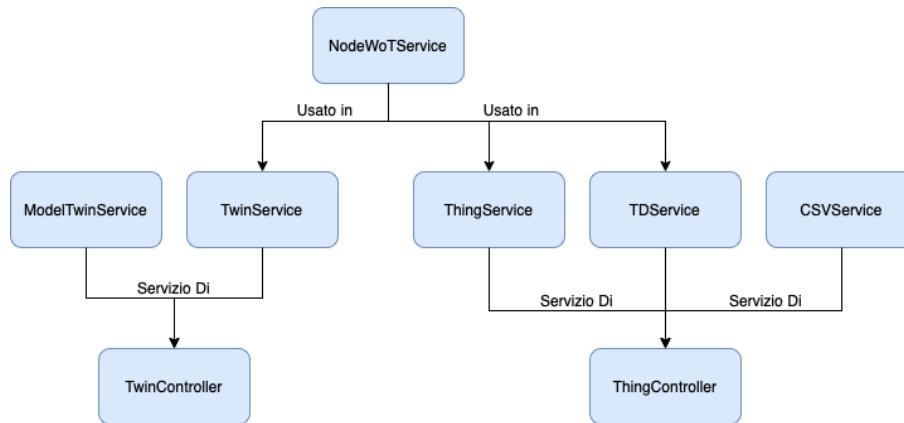 NodeWoTService
Usato in
Usato in
ModelTwinService
TwinService
ThingService
TDService
CSVService
Servizio Di
Servizio Di
Servizio Di
TwinController
ThingController